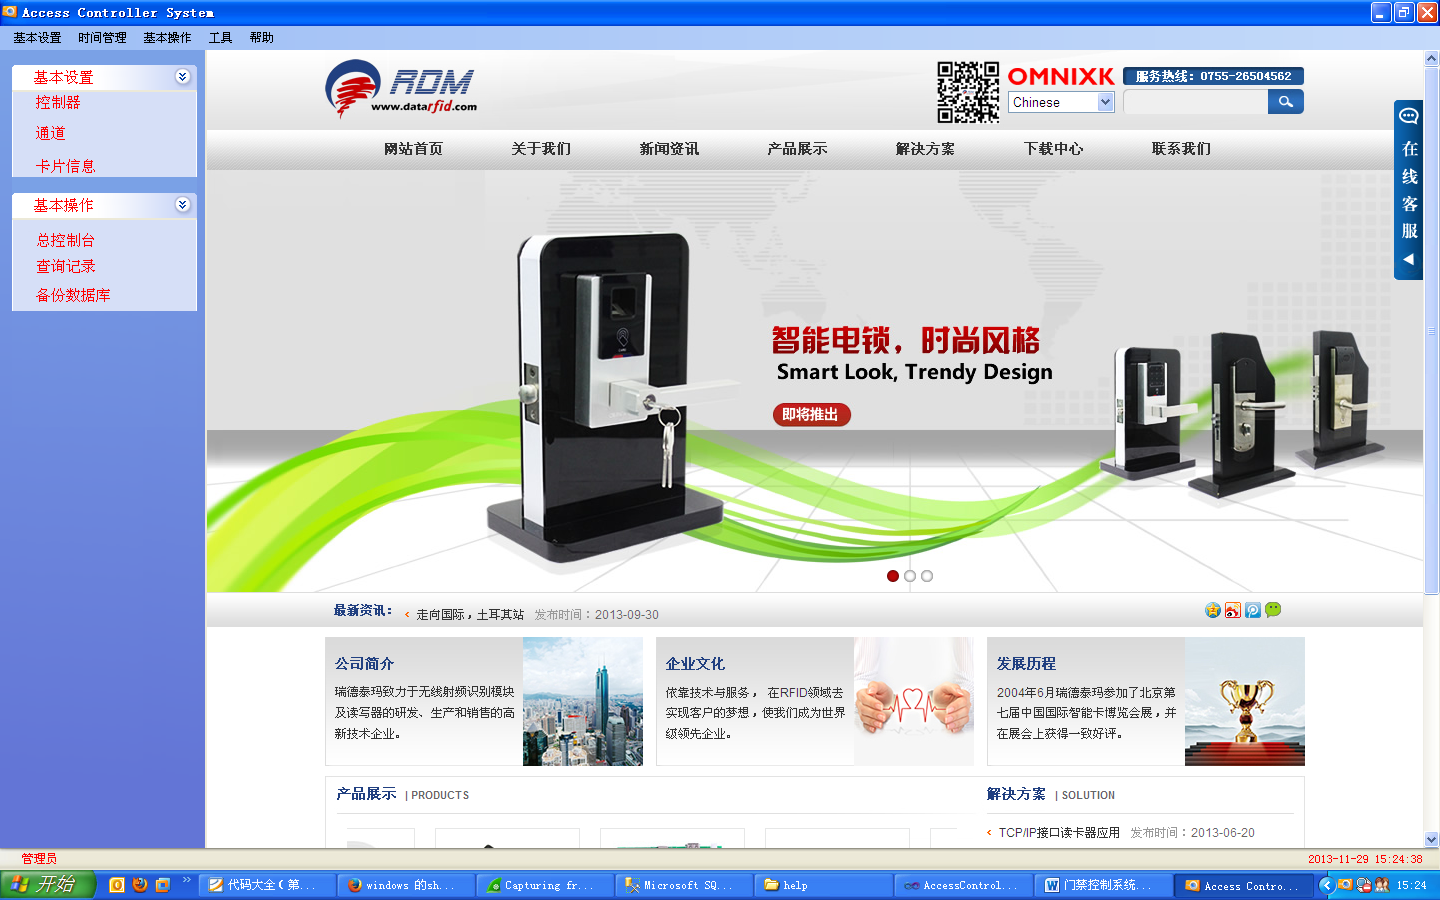 Access Controller System
基本设置 时间管理 基本操作 工具 帮助
基本设置
控制器
通道
卡片信息
基本操作
总控制台
查询记录
备份数据库
RDM
www.datarfid.com
OMNIXK
服务热线：0755-26504562
Chinese
网站首页 关于我们 新闻资讯 产品展示 解决方案 下载中心 联系我们
在线客服
智能电锁，时尚风格
Smart Look, Trendy Design
即将推出
最新资讯： 走向国际，土耳其站 发布时间：2013-09-30
公司简介
瑞德泰玛致力于无线射频识别模块
及读写器的研发、生产和销售的高
新技术企业。
企业文化
依靠技术与服务， 在RFID领域去
实现客户的梦想，使我们成为世界
级领先企业。
发展历程
2004年6月瑞德泰玛参加了北京第
七届中国国际智能卡博览会展，并
在展会上获得一致好评。
产品展示 | PRODUCTS
解决方案 | SOLUTION
TCP/IP接口读卡器应用 发布时间：2013-06-20
管理员
2013-11-29 15:24:38
开始
代码大全（第...
windows 的sh...
Capturing fr...
Microsoft SQ...
help
AccessControl...
门禁控制系统...
Access Contro...
15:24